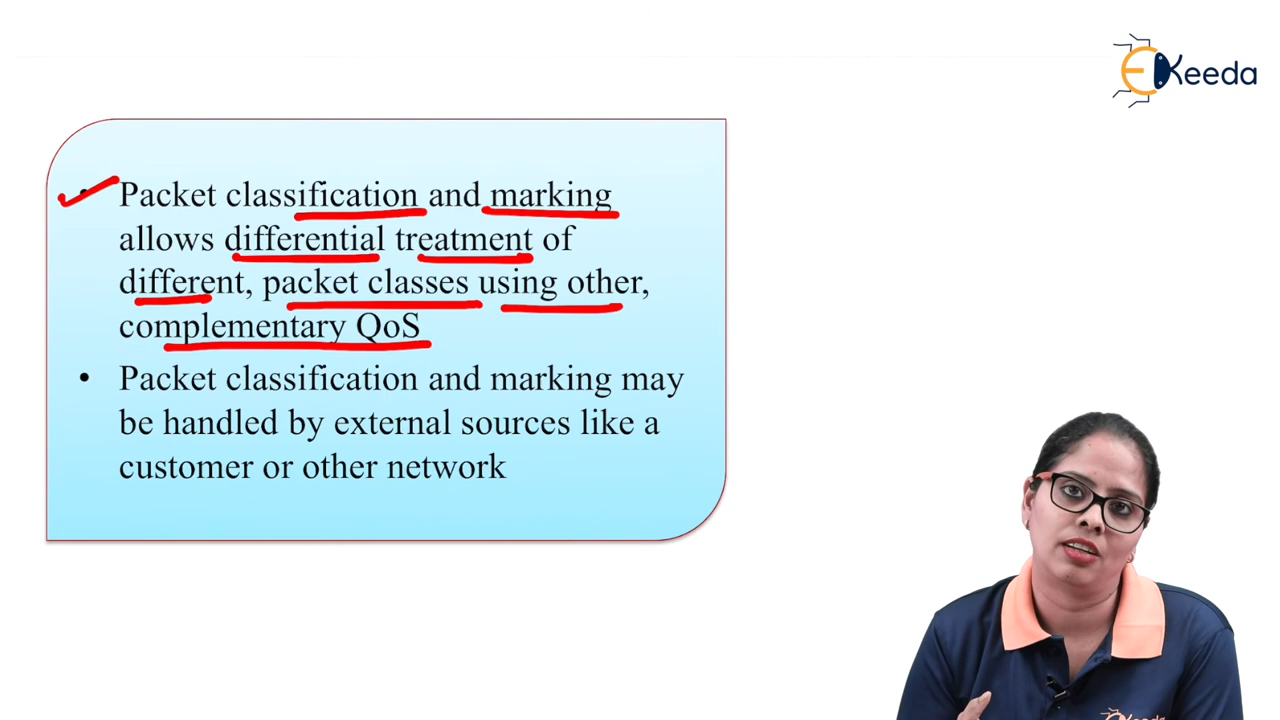 EKeeda
• Packet classification and marking
allows differential treatment of
different, packet classes using other,
complementary QoS
• Packet classification and marking may
be handled by external sources like a
customer or other network